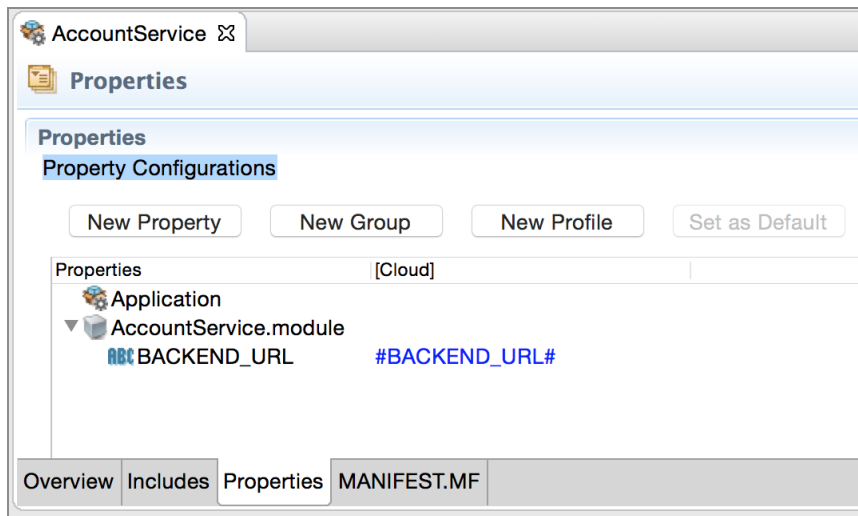 AccountService
Properties
Properties
Property Configurations
New Property New Group New Profile Set as Default
Properties [Cloud]
Application
AccountService.module
ABC BACKEND_URL #BACKEND_URL#
Overview Includes Properties MANIFEST.MF